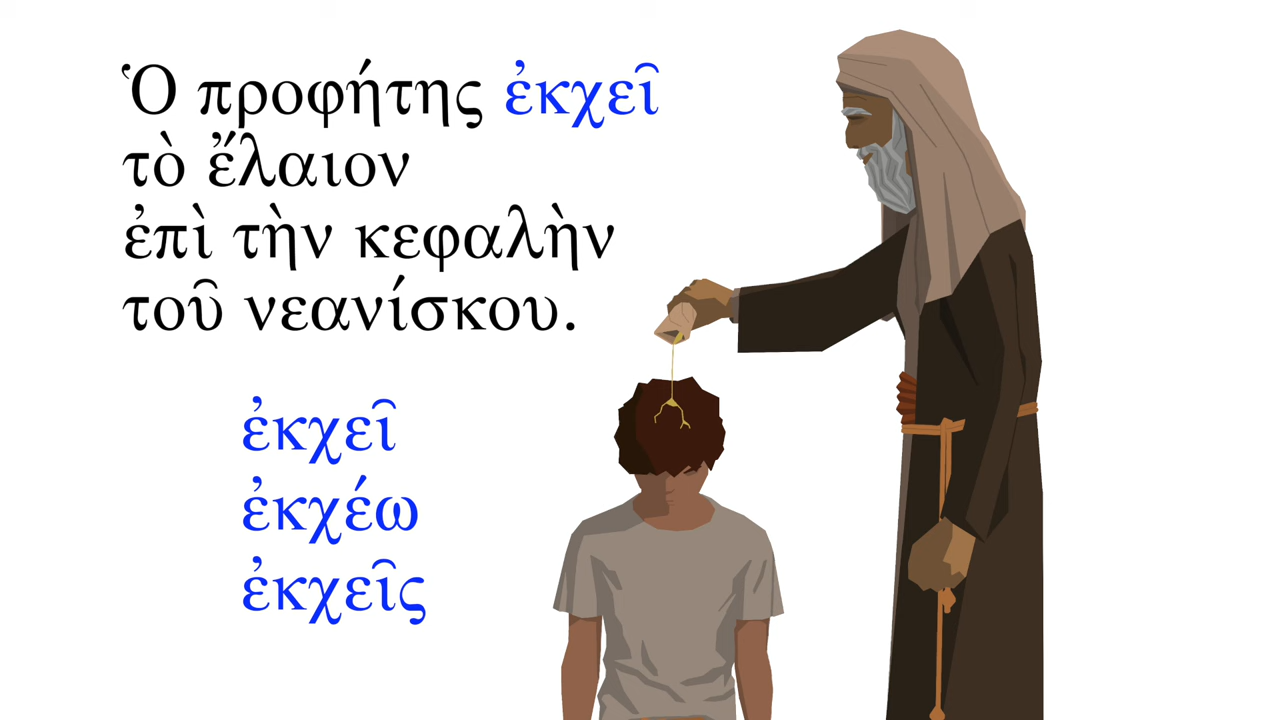 Ὁ προφήτης ἐκχεῖ
τὸ ἔλαιον
ἐπὶ τὴν κεφαλὴν
τοῦ νεανίσκου.
ἐκχεῖ
ἐκχέω
ἐκχεῖς